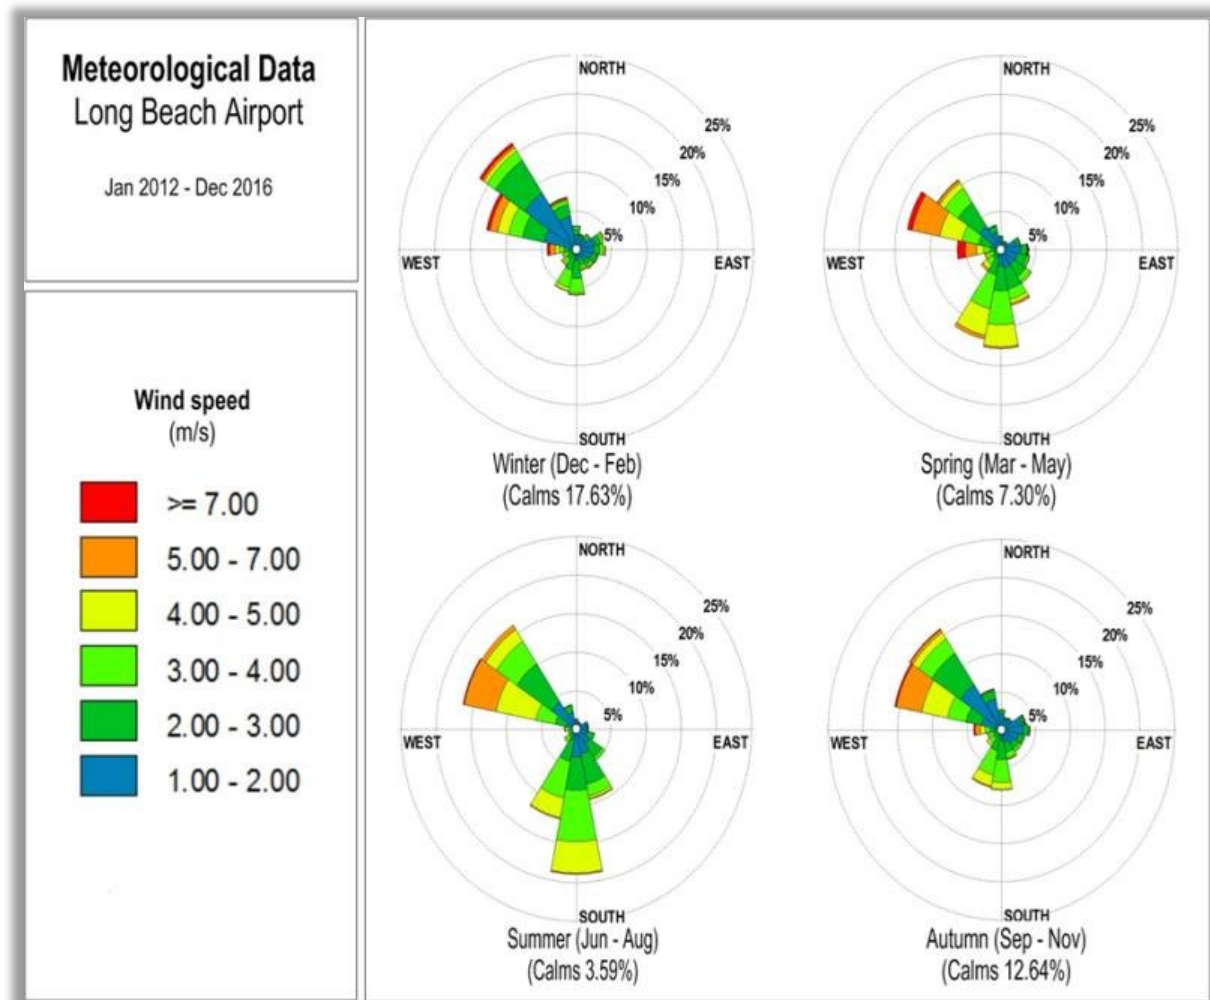 Meteorological Data
Long Beach Airport
Jan 2012 - Dec 2016
Wind speed
(m/s)
>= 7.00
5.00 - 7.00
4.00 - 5.00
3.00 - 4.00
2.00 - 3.00
1.00 - 2.00
NORTH
25%
20%
15%
10%
5%
WEST
EAST
SOUTH
Winter (Dec - Feb)
(Calms 17.63%)
NORTH
25%
20%
15%
10%
5%
WEST
EAST
SOUTH
Spring (Mar - May)
(Calms 7.30%)
NORTH
25%
20%
15%
10%
5%
WEST
EAST
SOUTH
Summer (Jun - Aug)
(Calms 3.59%)
NORTH
25%
20%
15%
10%
5%
WEST
EAST
SOUTH
Autumn (Sep - Nov)
(Calms 12.64%)